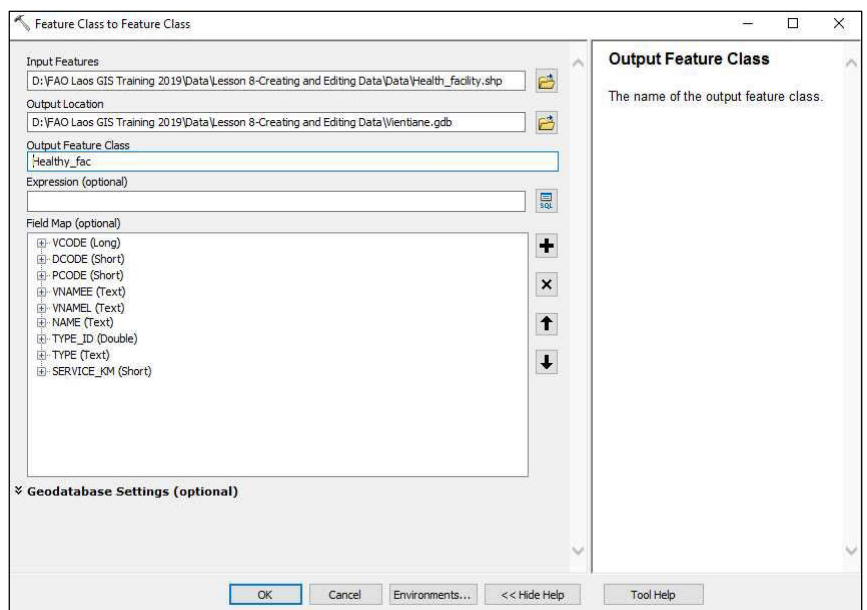 Feature Class to Feature Class
Input Features
D:\FAO Laos GIS Training 2019\Data\Lesson 8-Creating and Editing Data\Data\Health_facility.shp
Output Location
D:\FAO Laos GIS Training 2019\Data\Lesson 8-Creating and Editing Data\Vientiane.gdb
Output Feature Class
Healthy_fac
Expression (optional)
SQL
Field Map (optional)
VCODE (Long)
DCODE (Short)
PCODE (Short)
VNAMEE (Text)
VNAMEL (Text)
NAME (Text)
TYPE_ID (Double)
TYPE (Text)
SERVICE_KM (Short)
Geodatabase Settings (optional)
Output Feature Class
The name of the output feature class.
OK
Cancel
Environments...
<< Hide Help
Tool Help